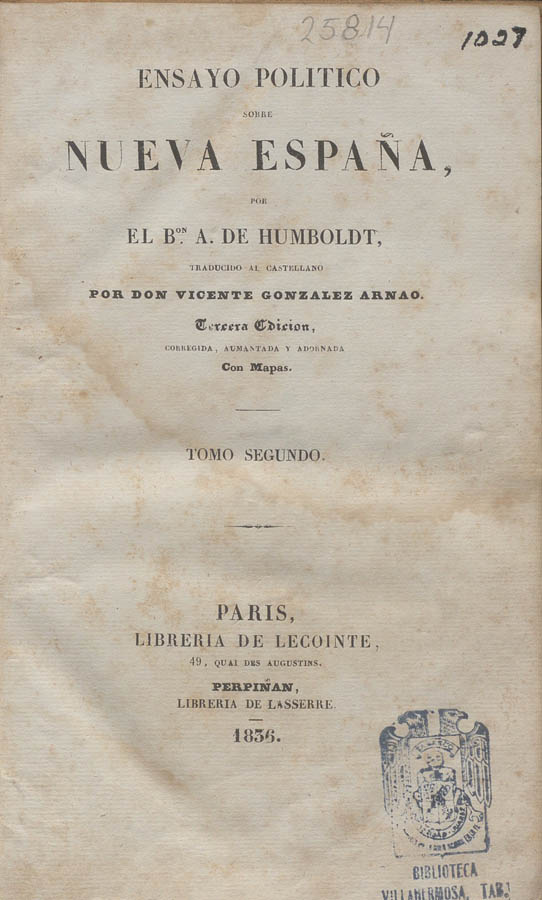 25814
1027
ENSAYO POLITICO
SOBRE
NUEVA ESPAÑA,
POR
EL Bᵒⁿ. A. DE HUMBOLDT,
TRADUCIDO AL CASTELLANO
POR DON VICENTE GONZALEZ ARNAO.
Tercera Edicion,
CORREGIDA, AUMANTADA Y ADORNADA
Con Mapas.
TOMO SEGUNDO.
PARIS,
LIBRERIA DE LECOINTE,
49, QUAI DES AUGUSTINS.
PERPIÑAN,
LIBRERIA DE LASSERRE.
1836.
BIBLIOTECA
VILLAHERMOSA, TAB.